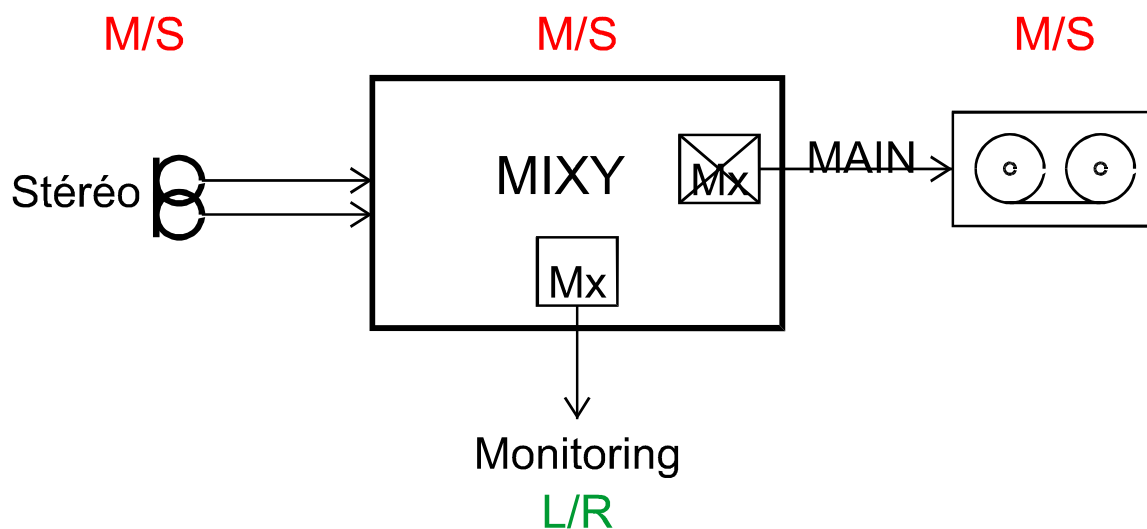 M/S M/S M/S
Stéréo MIXY Mx MAIN
Mx
Monitoring
L/R